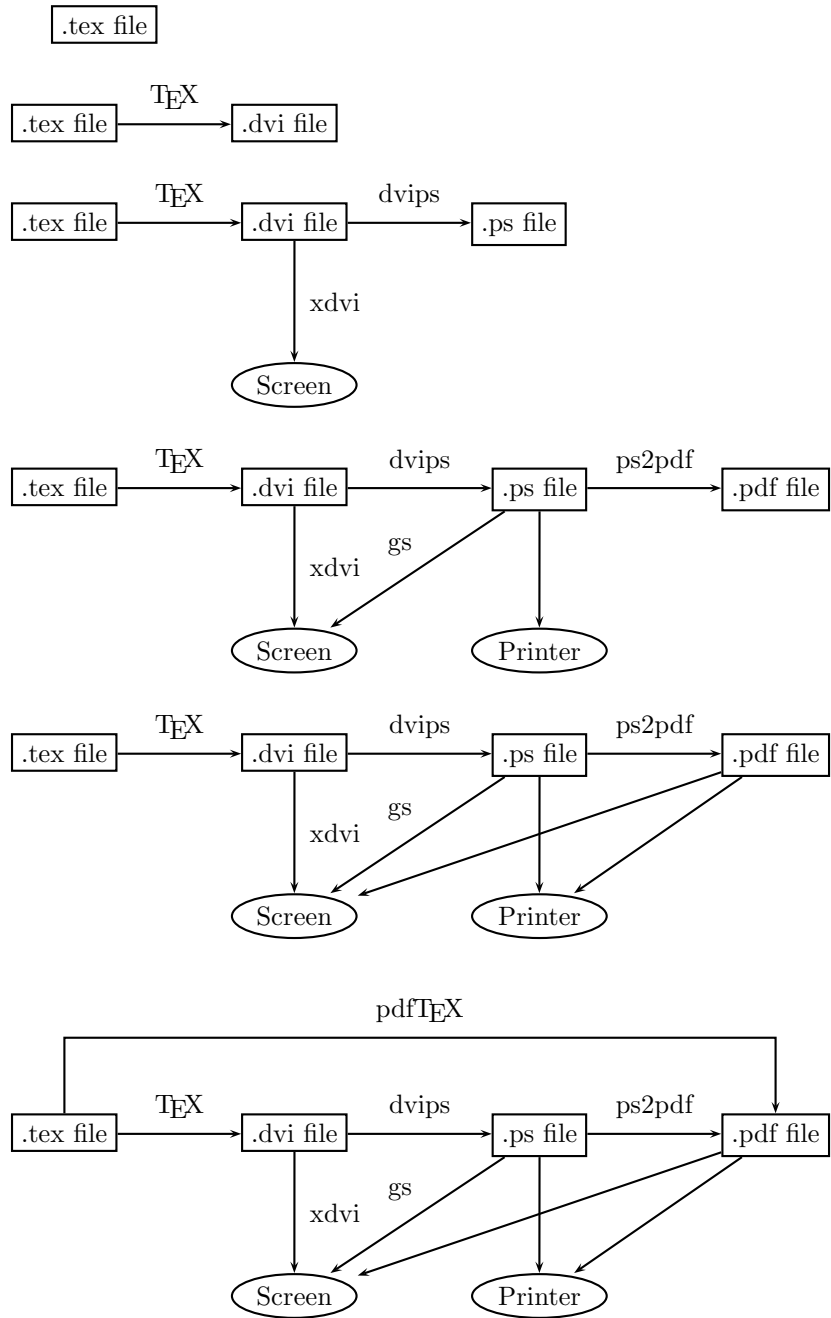 .tex file
TEX
.tex file .dvi file
TEX dvips
.tex file .dvi file .ps file
xdvi
Screen
TEX dvips ps2pdf
.tex file .dvi file .ps file .pdf file
gs
xdvi
Screen Printer
TEX dvips ps2pdf
.tex file .dvi file .ps file .pdf file
gs
xdvi
Screen Printer
pdfTEX
TEX dvips ps2pdf
.tex file .dvi file .ps file .pdf file
gs
xdvi
Screen Printer